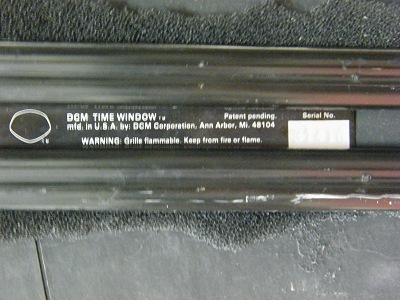 DCM TIME WINDOW TM Patent pending. Serial No.
mfd. in U.S.A. by: DCM Corporation, Ann Arbor, Mi. 48104
WARNING: Grille flammable. Keep from fire or flame.